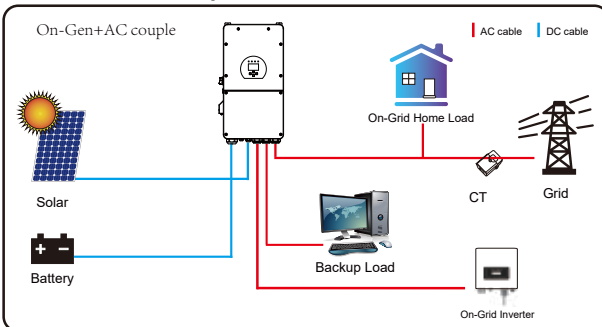 On-Gen+AC couple
AC cable
DC cable
On-Grid Home Load
CT
Grid
Solar
Backup Load
Battery
On-Grid Inverter